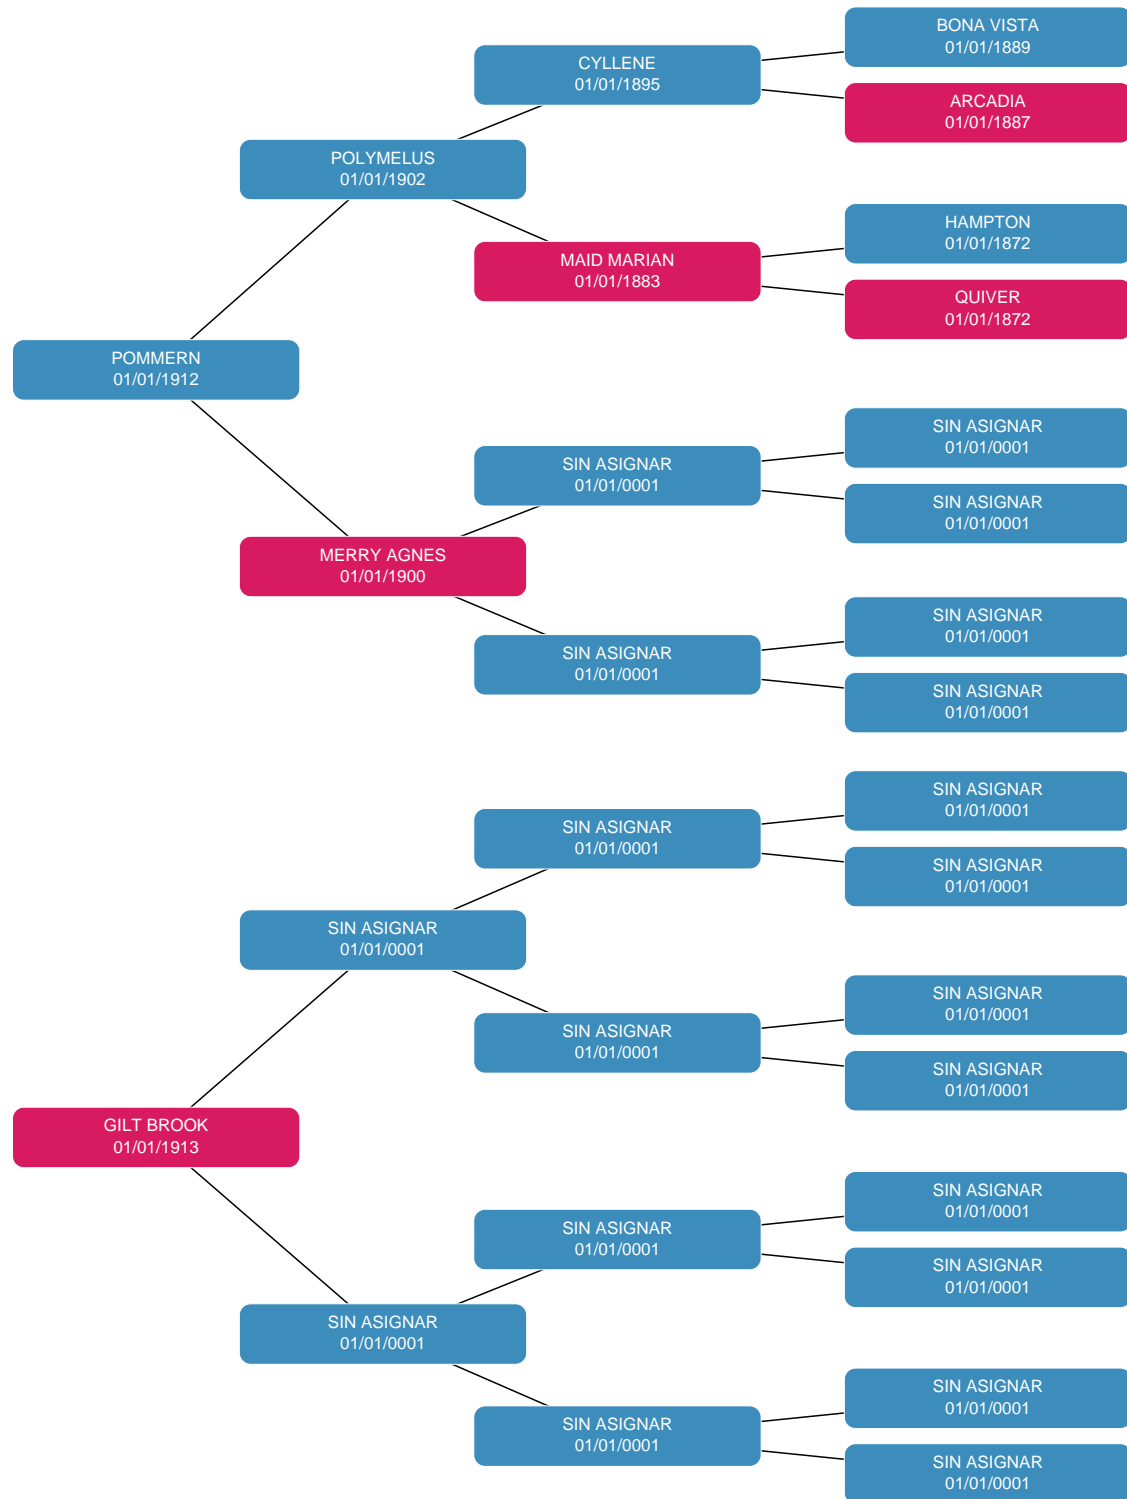 BONA VISTA
01/01/1889
CYLLENE
01/01/1895
ARCADIA
01/01/1887
POLYMELUS
01/01/1902
HAMPTON
01/01/1872
MAID MARIAN
01/01/1883
QUIVER
01/01/1872
POMMERN
01/01/1912
SIN ASIGNAR
01/01/0001
SIN ASIGNAR
01/01/0001
SIN ASIGNAR
01/01/0001
MERRY AGNES
01/01/1900
SIN ASIGNAR
01/01/0001
SIN ASIGNAR
01/01/0001
SIN ASIGNAR
01/01/0001
SIN ASIGNAR
01/01/0001
SIN ASIGNAR
01/01/0001
SIN ASIGNAR
01/01/0001
SIN ASIGNAR
01/01/0001
SIN ASIGNAR
01/01/0001
SIN ASIGNAR
01/01/0001
SIN ASIGNAR
01/01/0001
GILT BROOK
01/01/1913
SIN ASIGNAR
01/01/0001
SIN ASIGNAR
01/01/0001
SIN ASIGNAR
01/01/0001
SIN ASIGNAR
01/01/0001
SIN ASIGNAR
01/01/0001
SIN ASIGNAR
01/01/0001
SIN ASIGNAR
01/01/0001